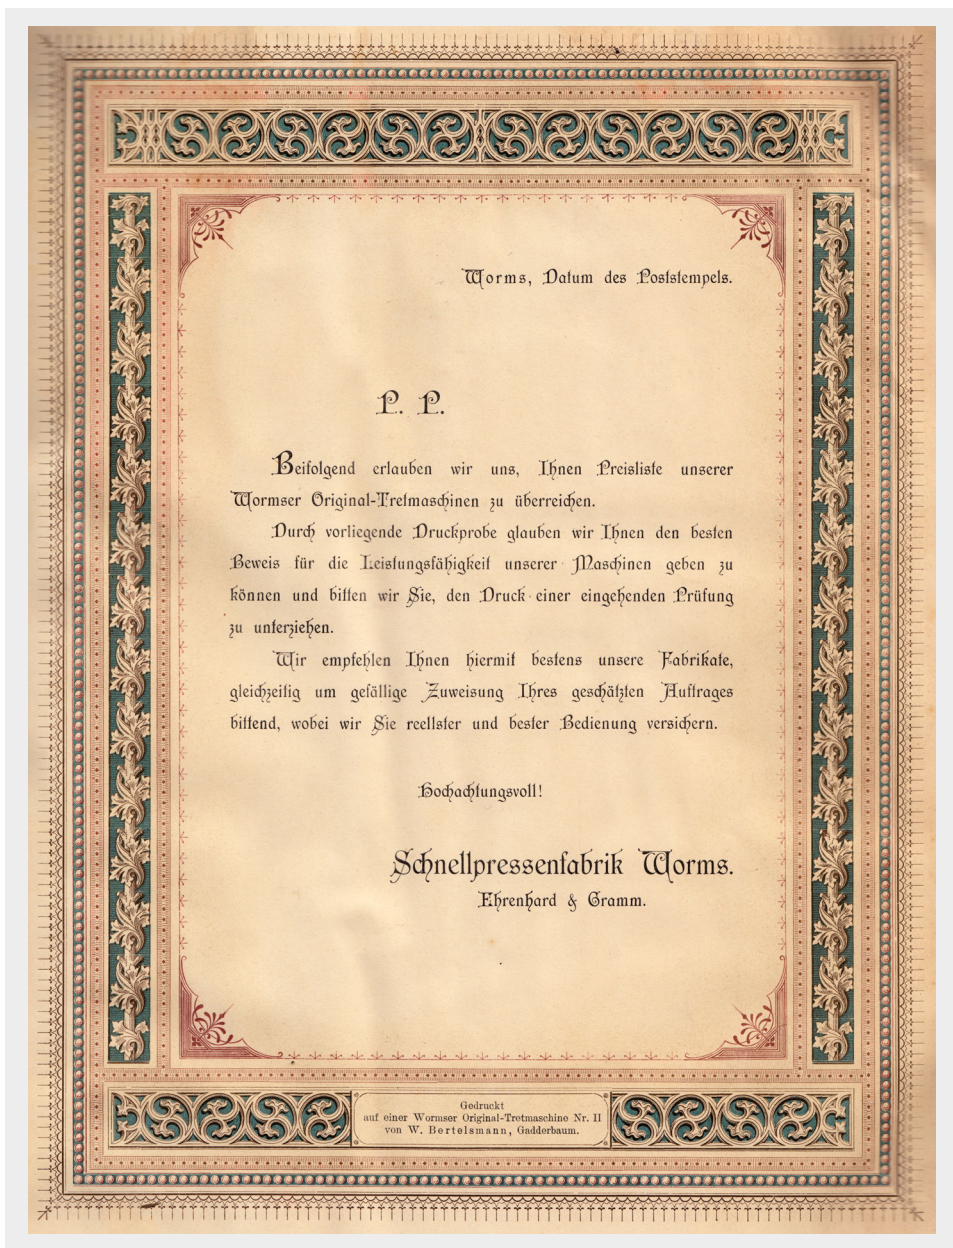 Worms, Datum des Poststempels.
P. P.
Beifolgend erlauben wir uns, Ihnen Preisliste unserer
Wormser Original-Tretmaschinen zu überreichen.
Durch vorliegende Druckprobe glauben wir Ihnen den besten
Beweis für die Leistungsfähigkeit unserer Maschinen geben zu
können und bitten wir Sie, den Druck einer eingehenden Prüfung
zu unterziehen.
Wir empfehlen Ihnen hiermit bestens unsere Fabrikate,
gleichzeitig um gefällige Zuweisung Ihres geschätzten Auftrages
bittend, wobei wir Sie reellster und bester Bedienung versichern.
Hochachtungsvoll!
Schnellpressenfabrik Worms.
Ehrenhard & Gramm.
Gedruckt
auf einer Wormser Original-Tretmaschine Nr. II
von W. Bertelsmann, Gadderbaum.